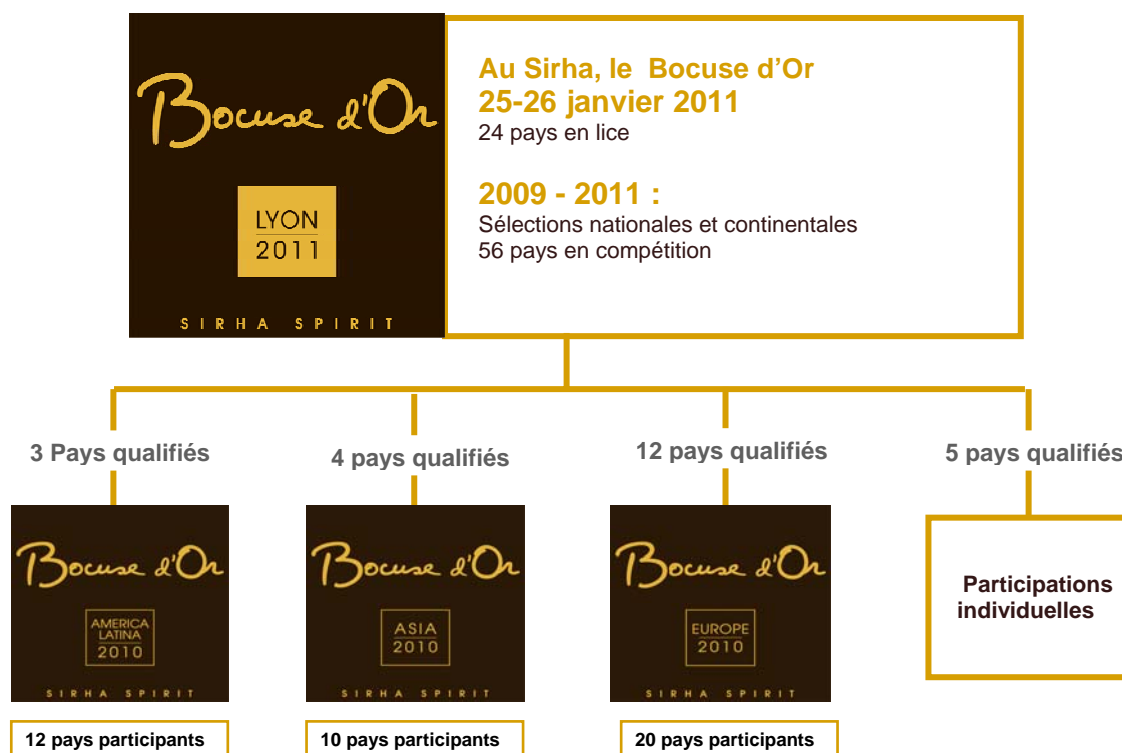 Bocuse d'Or
LYON
2011
SIRHA SPIRIT
Au Sirha, le Bocuse d’Or
25-26 janvier 2011
24 pays en lice
2009 - 2011 :
Sélections nationales et continentales
56 pays en compétition
3 Pays qualifiés
4 pays qualifiés
12 pays qualifiés
5 pays qualifiés
Bocuse d'Or
AMERICA
LATINA
2010
SIRHA SPIRIT
Bocuse d'Or
ASIA
2010
SIRHA SPIRIT
Bocuse d'Or
EUROPE
2010
SIRHA SPIRIT
Participations
individuelles
12 pays participants
10 pays participants
20 pays participants